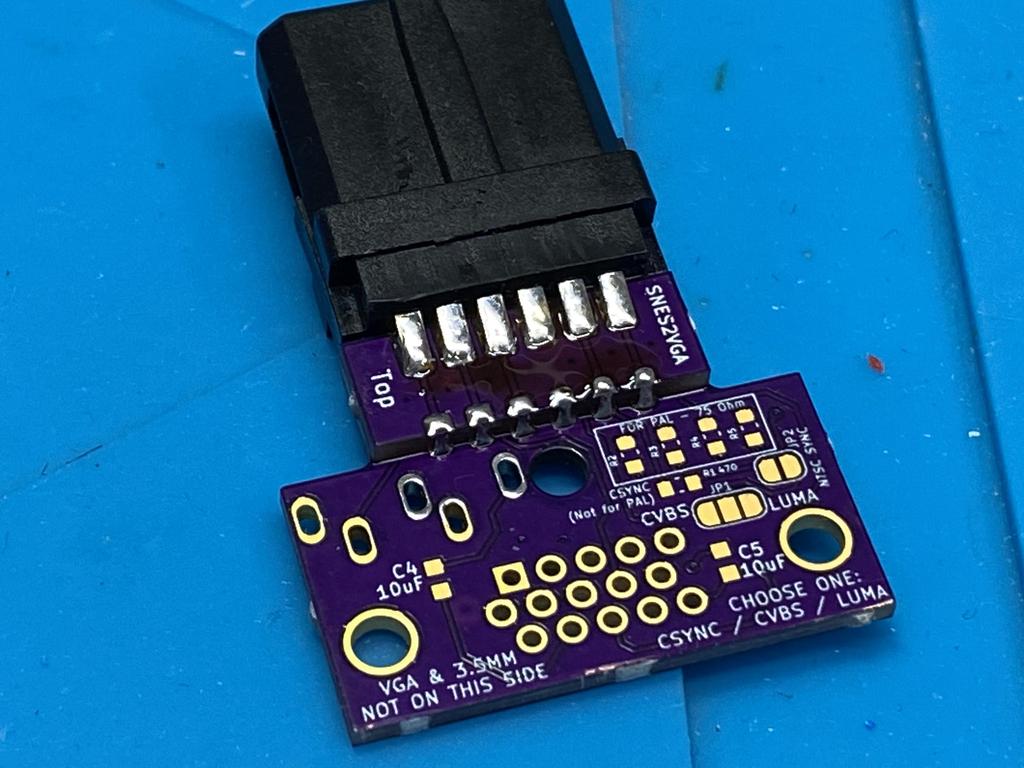 SNES2VGA
Top
FOR PAL - 75 Ohm
R2
R3
R4
R5
JP2
NTSC SYNC
CSYNC
(Not for PAL)
R1 470
JP1
CVBS
LUMA
C4
10uF
C5
10uF
CHOOSE ONE:
CSYNC / CVBS / LUMA
VGA & 3.5MM
NOT ON THIS SIDE